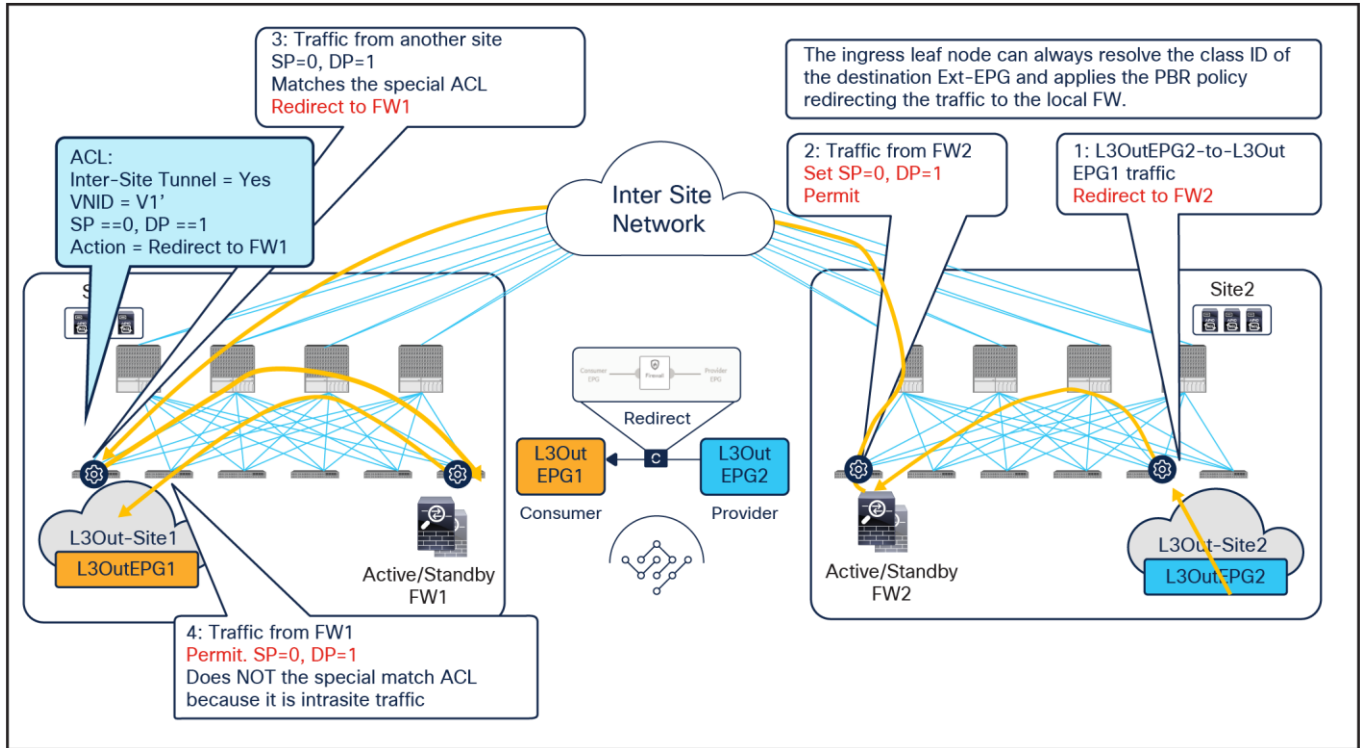 3: Traffic from another site
SP=0, DP=1
Matches the special ACL
Redirect to FW1
The ingress leaf node can always resolve the class ID of
the destination Ext-EPG and applies the PBR policy
redirecting the traffic to the local FW.
ACL:
Inter-Site Tunnel = Yes
VNID = V1'
SP ==0, DP ==1
Action = Redirect to FW1
2: Traffic from FW2
Set SP=0, DP=1
Permit
1: L3OutEPG2-to-L3Out
EPG1 traffic
Redirect to FW2
Inter Site
Network
S
Site2
Consumer
EPG
Firewall
Provider
EPG
Redirect
L3Out
EPG1
C
L3Out
EPG2
Consumer
Provider
L3Out-Site1
L3OutEPG1
Active/Standby
FW1
Active/Standby
FW2
L3Out-Site2
L3OutEPG2
4: Traffic from FW1
Permit. SP=0, DP=1
Does NOT the special match ACL
because it is intrasite traffic